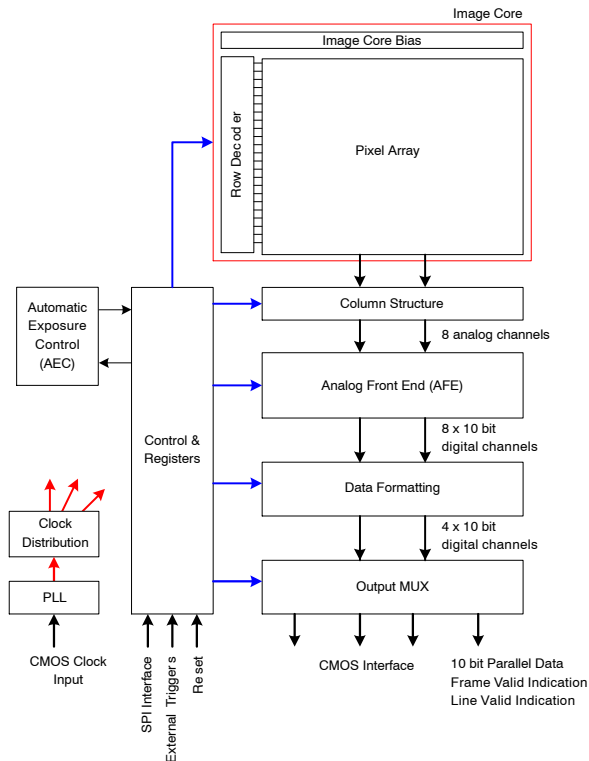 Image Core
Image Core Bias
Row Decoder
Pixel Array
Column Structure
8 analog channels
Automatic
Exposure
Control
(AEC)
Analog Front End (AFE)
8 x 10 bit
digital channels
Control &
Registers
Data Formatting
4 x 10 bit
digital channels
Clock
Distribution
PLL
Output MUX
CMOS Clock
Input
SPI Interface
External Triggers
Reset
CMOS Interface
10 bit Parallel Data
Frame Valid Indication
Line Valid Indication